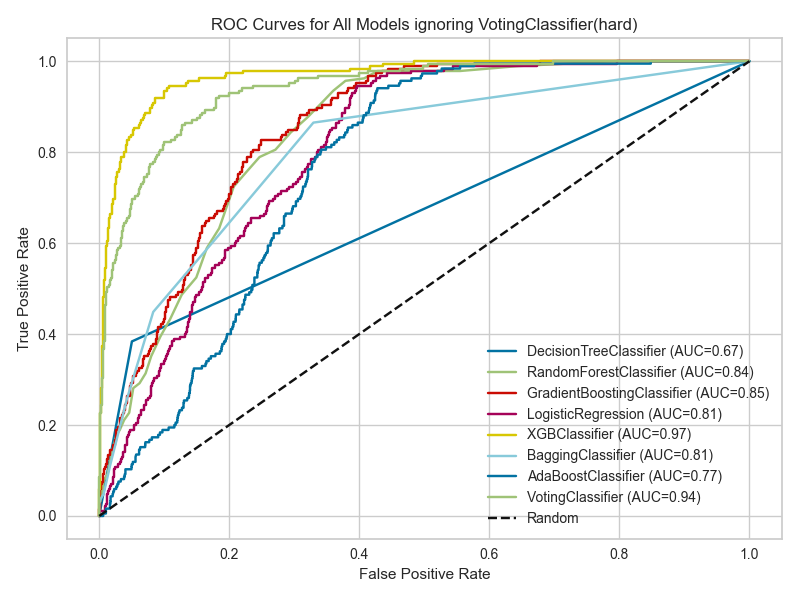 ROC Curves for All Models ignoring VotingClassifier(hard)
True Positive Rate
1.0
0.8
0.6
0.4
0.2
0.0
DecisionTreeClassifier (AUC=0.67)
RandomForestClassifier (AUC=0.84)
GradientBoostingClassifier (AUC=0.85)
LogisticRegression (AUC=0.81)
XGBClassifier (AUC=0.97)
BaggingClassifier (AUC=0.81)
AdaBoostClassifier (AUC=0.77)
VotingClassifier (AUC=0.94)
Random
0.0 0.2 0.4 0.6 0.8 1.0
False Positive Rate